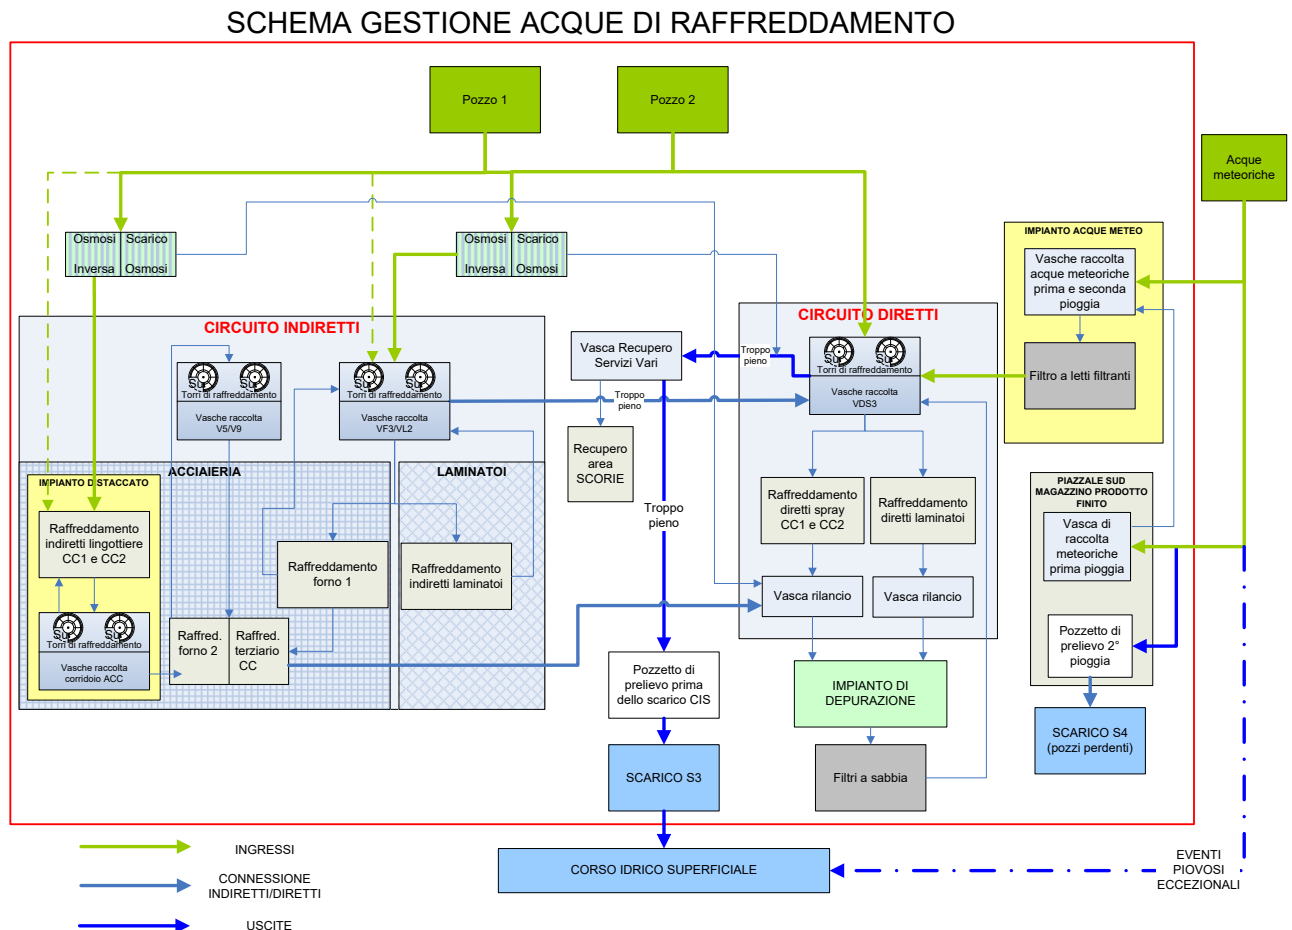 SCHEMA GESTIONE ACQUE DI RAFFREDDAMENTO
Pozzo 1
Pozzo 2
Acque
meteoriche
Osmosi
Inversa
Scarico
Osmosi
Osmosi
Inversa
Scarico
Osmosi
IMPIANTO ACQUE METEO
Vasche raccolta
acque meteoriche
prima e seconda
pioggia
Filtro a letti filtranti
CIRCUITO INDIRETTI
Torri di raffreddamento
Vasche raccolta
V5/V9
Torri di raffreddamento
Vasche raccolta
VF3/VL2
Troppo
pieno
Vasca Recupero
Servizi Vari
Recupero
area
SCORIE
Troppo
pieno
CIRCUITO DIRETTI
Torri di raffreddamento
Vasche raccolta
VDS3
Raffreddamento
diretti spray
CC1 e CC2
Raffreddamento
diretti laminatoi
Vasca rilancio
Vasca rilancio
IMPIANTO DI
DEPURAZIONE
Filtri a sabbia
ACCIAIERIA
LAMINATOI
IMPIANTO DISTACCATO
Raffreddamento
indiretti lingottiere
CC1 e CC2
Torri di raffreddamento
Vasche raccolta
corridoio ACC
Raffred.
forno 2
Raffred.
terziario
CC
Raffreddamento
forno 1
Raffreddamento
indiretti laminatoi
Troppo
pieno
Pozzetto di
prelievo prima
dello scarico CIS
SCARICO S3
PIAZZALE SUD
MAGAZZINO PRODOTTO
FINITO
Vasca di
raccolta
meteoriche
prima pioggia
Pozzetto di
prelievo 2°
pioggia
SCARICO S4
(pozzi perdenti)
CORSO IDRICO SUPERFICIALE
EVENTI
PIOVOSI
ECCEZIONALI
INGRESSI
CONNESSIONE
INDIRETTI/DIRETTI
USCITE